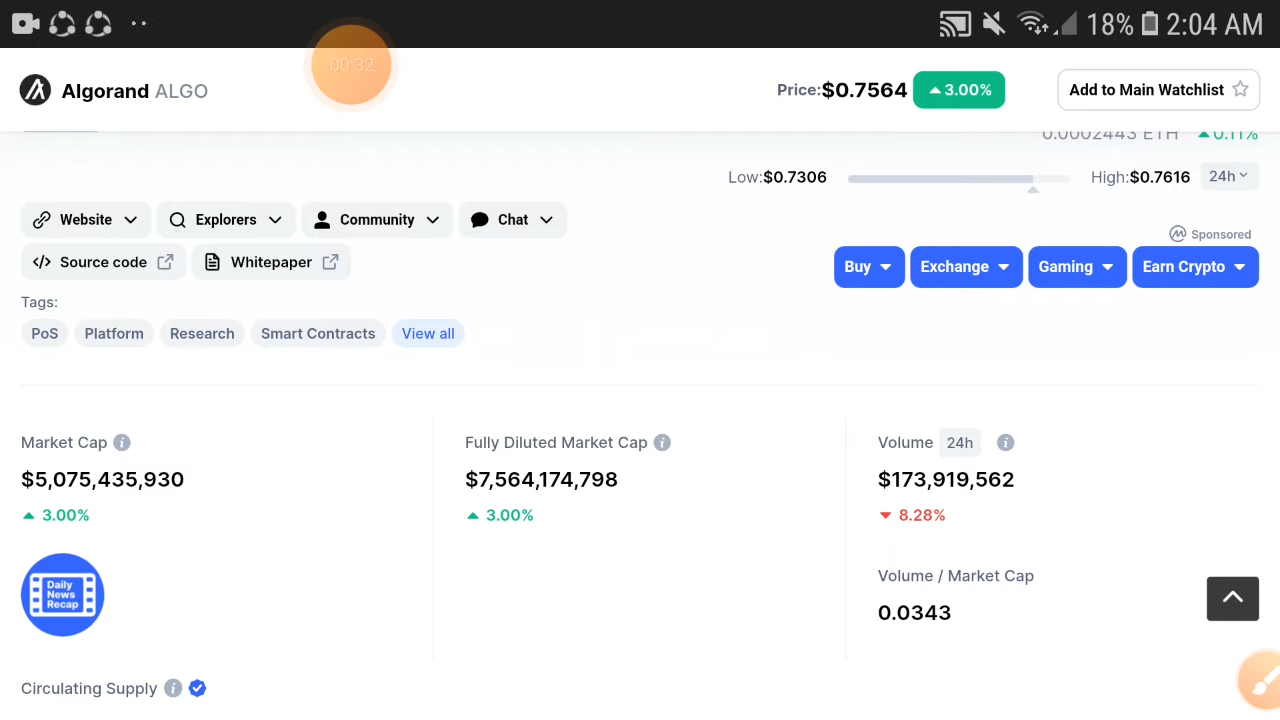 18% 2:04 AM
00:32
Algorand ALGO
Price:$0.7564 3.00%
Add to Main Watchlist
0.0002443 ETH 0.11%
Low:$0.7306 High:$0.7616 24h
Website Explorers Community Chat
Sponsored
Source code Whitepaper
Buy Exchange Gaming Earn Crypto
Tags:
PoS Platform Research Smart Contracts View all
Market Cap Fully Diluted Market Cap Volume 24h
$5,075,435,930 $7,564,174,798 $173,919,562
3.00% 3.00% 8.28%
Volume / Market Cap
0.0343
Daily
News
Recap
Circulating Supply